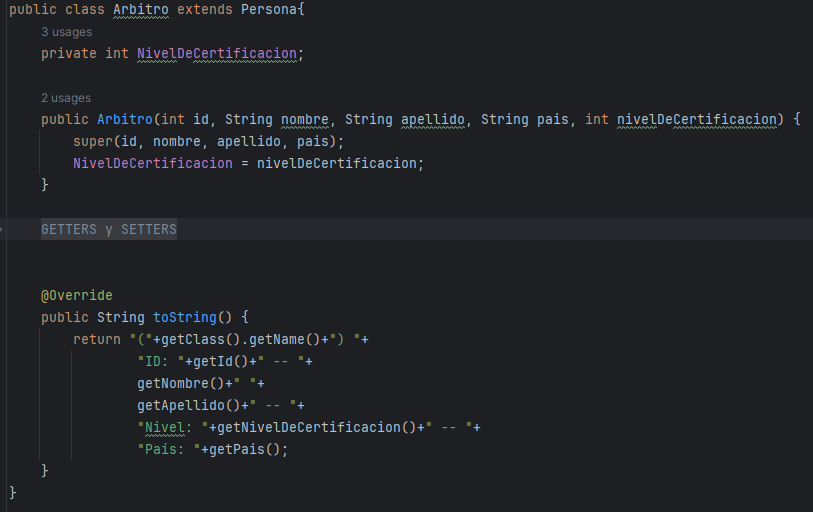 public class Arbitro extends Persona{
3 usages
private int NivelDeCertificacion;
2 usages
public Arbitro(int id, String nombre, String apellido, String pais, int nivelDeCertificacion) {
super(id, nombre, apellido, pais);
NivelDeCertificacion = nivelDeCertificacion;
}
GETTERS y SETTERS
@Override
public String toString() {
return "("+getClass().getName()+") "+
"ID: "+getId()+" -- "+
getNombre()+" "+
getApellido()+" -- "+
"Nivel: "+getNivelDeCertificacion()+" -- "+
"País: "+getPais();
}
}